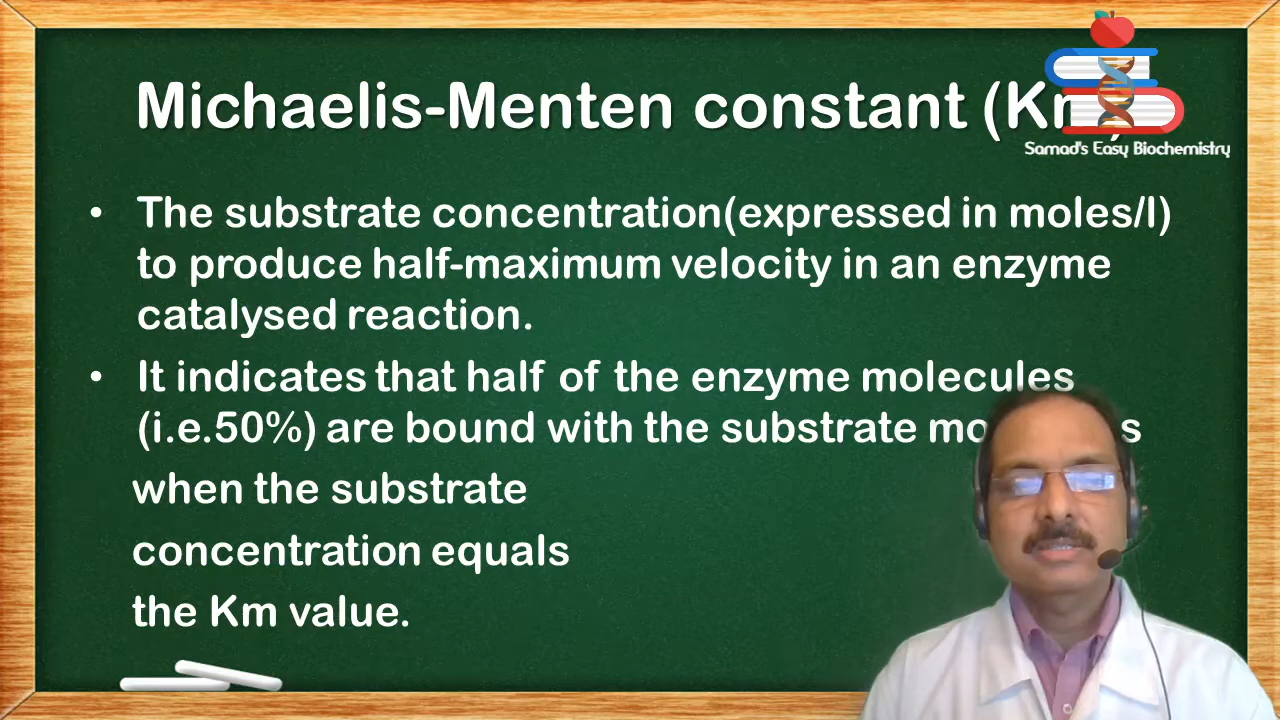 Michaelis-Menten constant
Samad's Easy Biochemistry
• The substrate concentration(expressed in moles/l)
to produce half-maximum velocity in an enzyme
catalysed reaction.
• It indicates that half of the enzyme molecules
(i.e.50%) are bound with the substrate
when the substrate
concentration equals
the Km value.